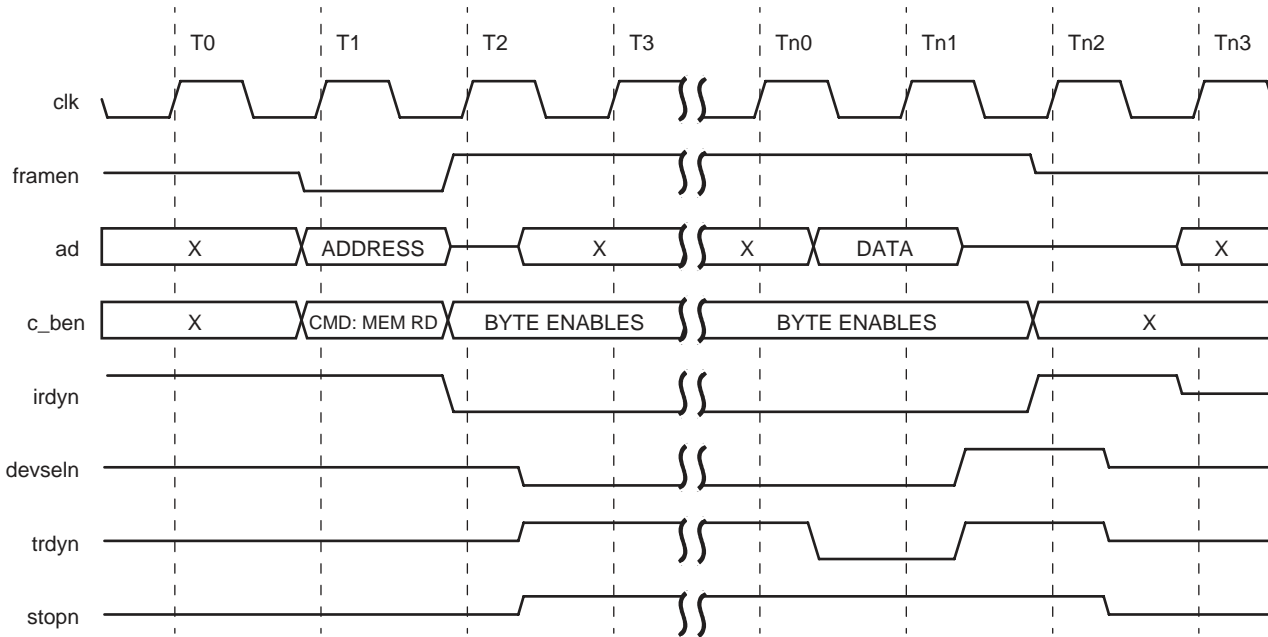 T0 T1 T2 T3 Tn0 Tn1 Tn2 Tn3
clk
framen
ad X ADDRESS X X DATA X
c_ben X CMD: MEM RD BYTE ENABLES BYTE ENABLES X
irdyn
devseln
trdyn
stopn